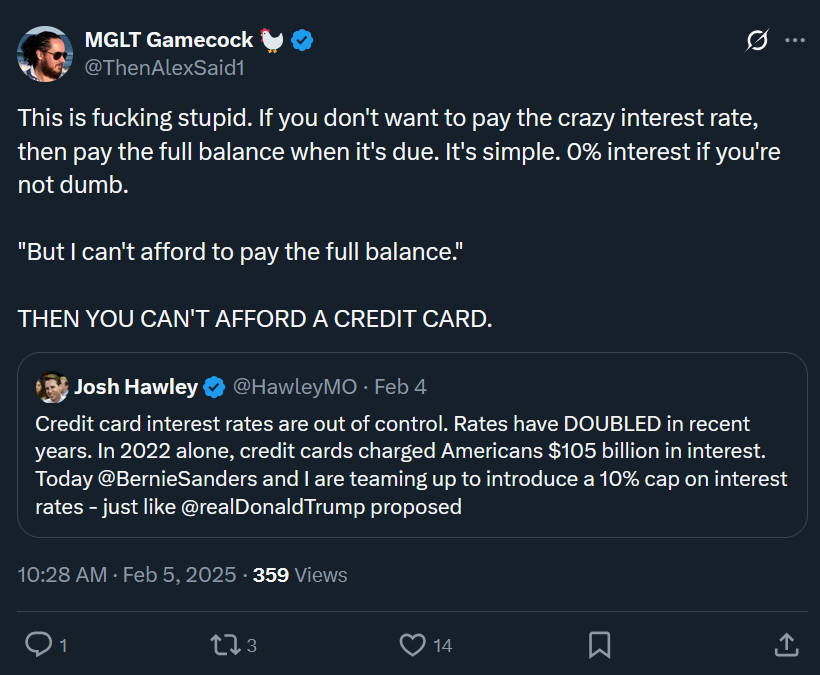 MGLT Gamecock 🐓
@ThenAlexSaid1
This is fucking stupid. If you don't want to pay the crazy interest rate,
then pay the full balance when it's due. It's simple. 0% interest if you're
not dumb.
"But I can't afford to pay the full balance."
THEN YOU CAN'T AFFORD A CREDIT CARD.
Josh Hawley @HawleyMO · Feb 4
Credit card interest rates are out of control. Rates have DOUBLED in recent
years. In 2022 alone, credit cards charged Americans $105 billion in interest.
Today @BernieSanders and I are teaming up to introduce a 10% cap on interest
rates - just like @realDonaldTrump proposed
10:28 AM · Feb 5, 2025 · 359 Views
1 3 14